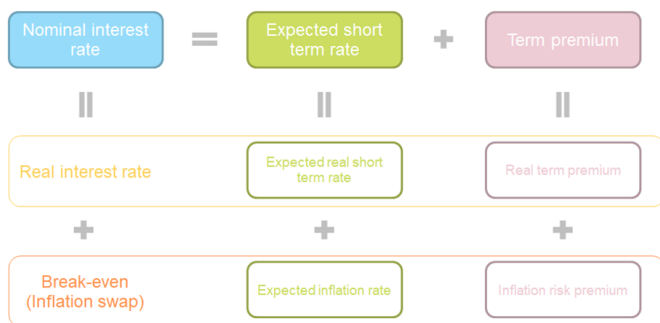 Nominal interest
rate
=
Expected short
term rate
+
Term premium
=
=
=
Real interest rate
Expected real short
term rate
Real term premium
+
+
+
Break-even
(Inflation swap)
Expected inflation rate
Inflation risk premium